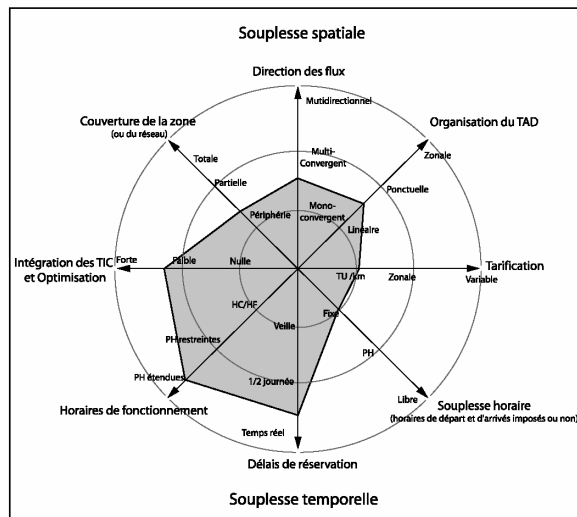 Souplesse spatiale
Direction des flux
Mutidirectionnel
Couverture de la zone
(ou du réseau)
Organisation du TAD
Totale
Zonale
Multi-
Convergent
Partielle
Ponctuelle
Périphérie
Mono-
convergent
Linéaire
Intégration des TIC
et Optimisation
Forte
Faible
Nulle
TU /km
Zonale
Variable
Tarification
HC/HF
Fixe
Veille
PH restreintes
PH
PH étendues
1/2 journée
Libre
Horaires de fonctionnement
Souplesse horaire
(horaires de départ et d'arrivés imposés ou non)
Temps réel
Délais de réservation
Souplesse temporelle